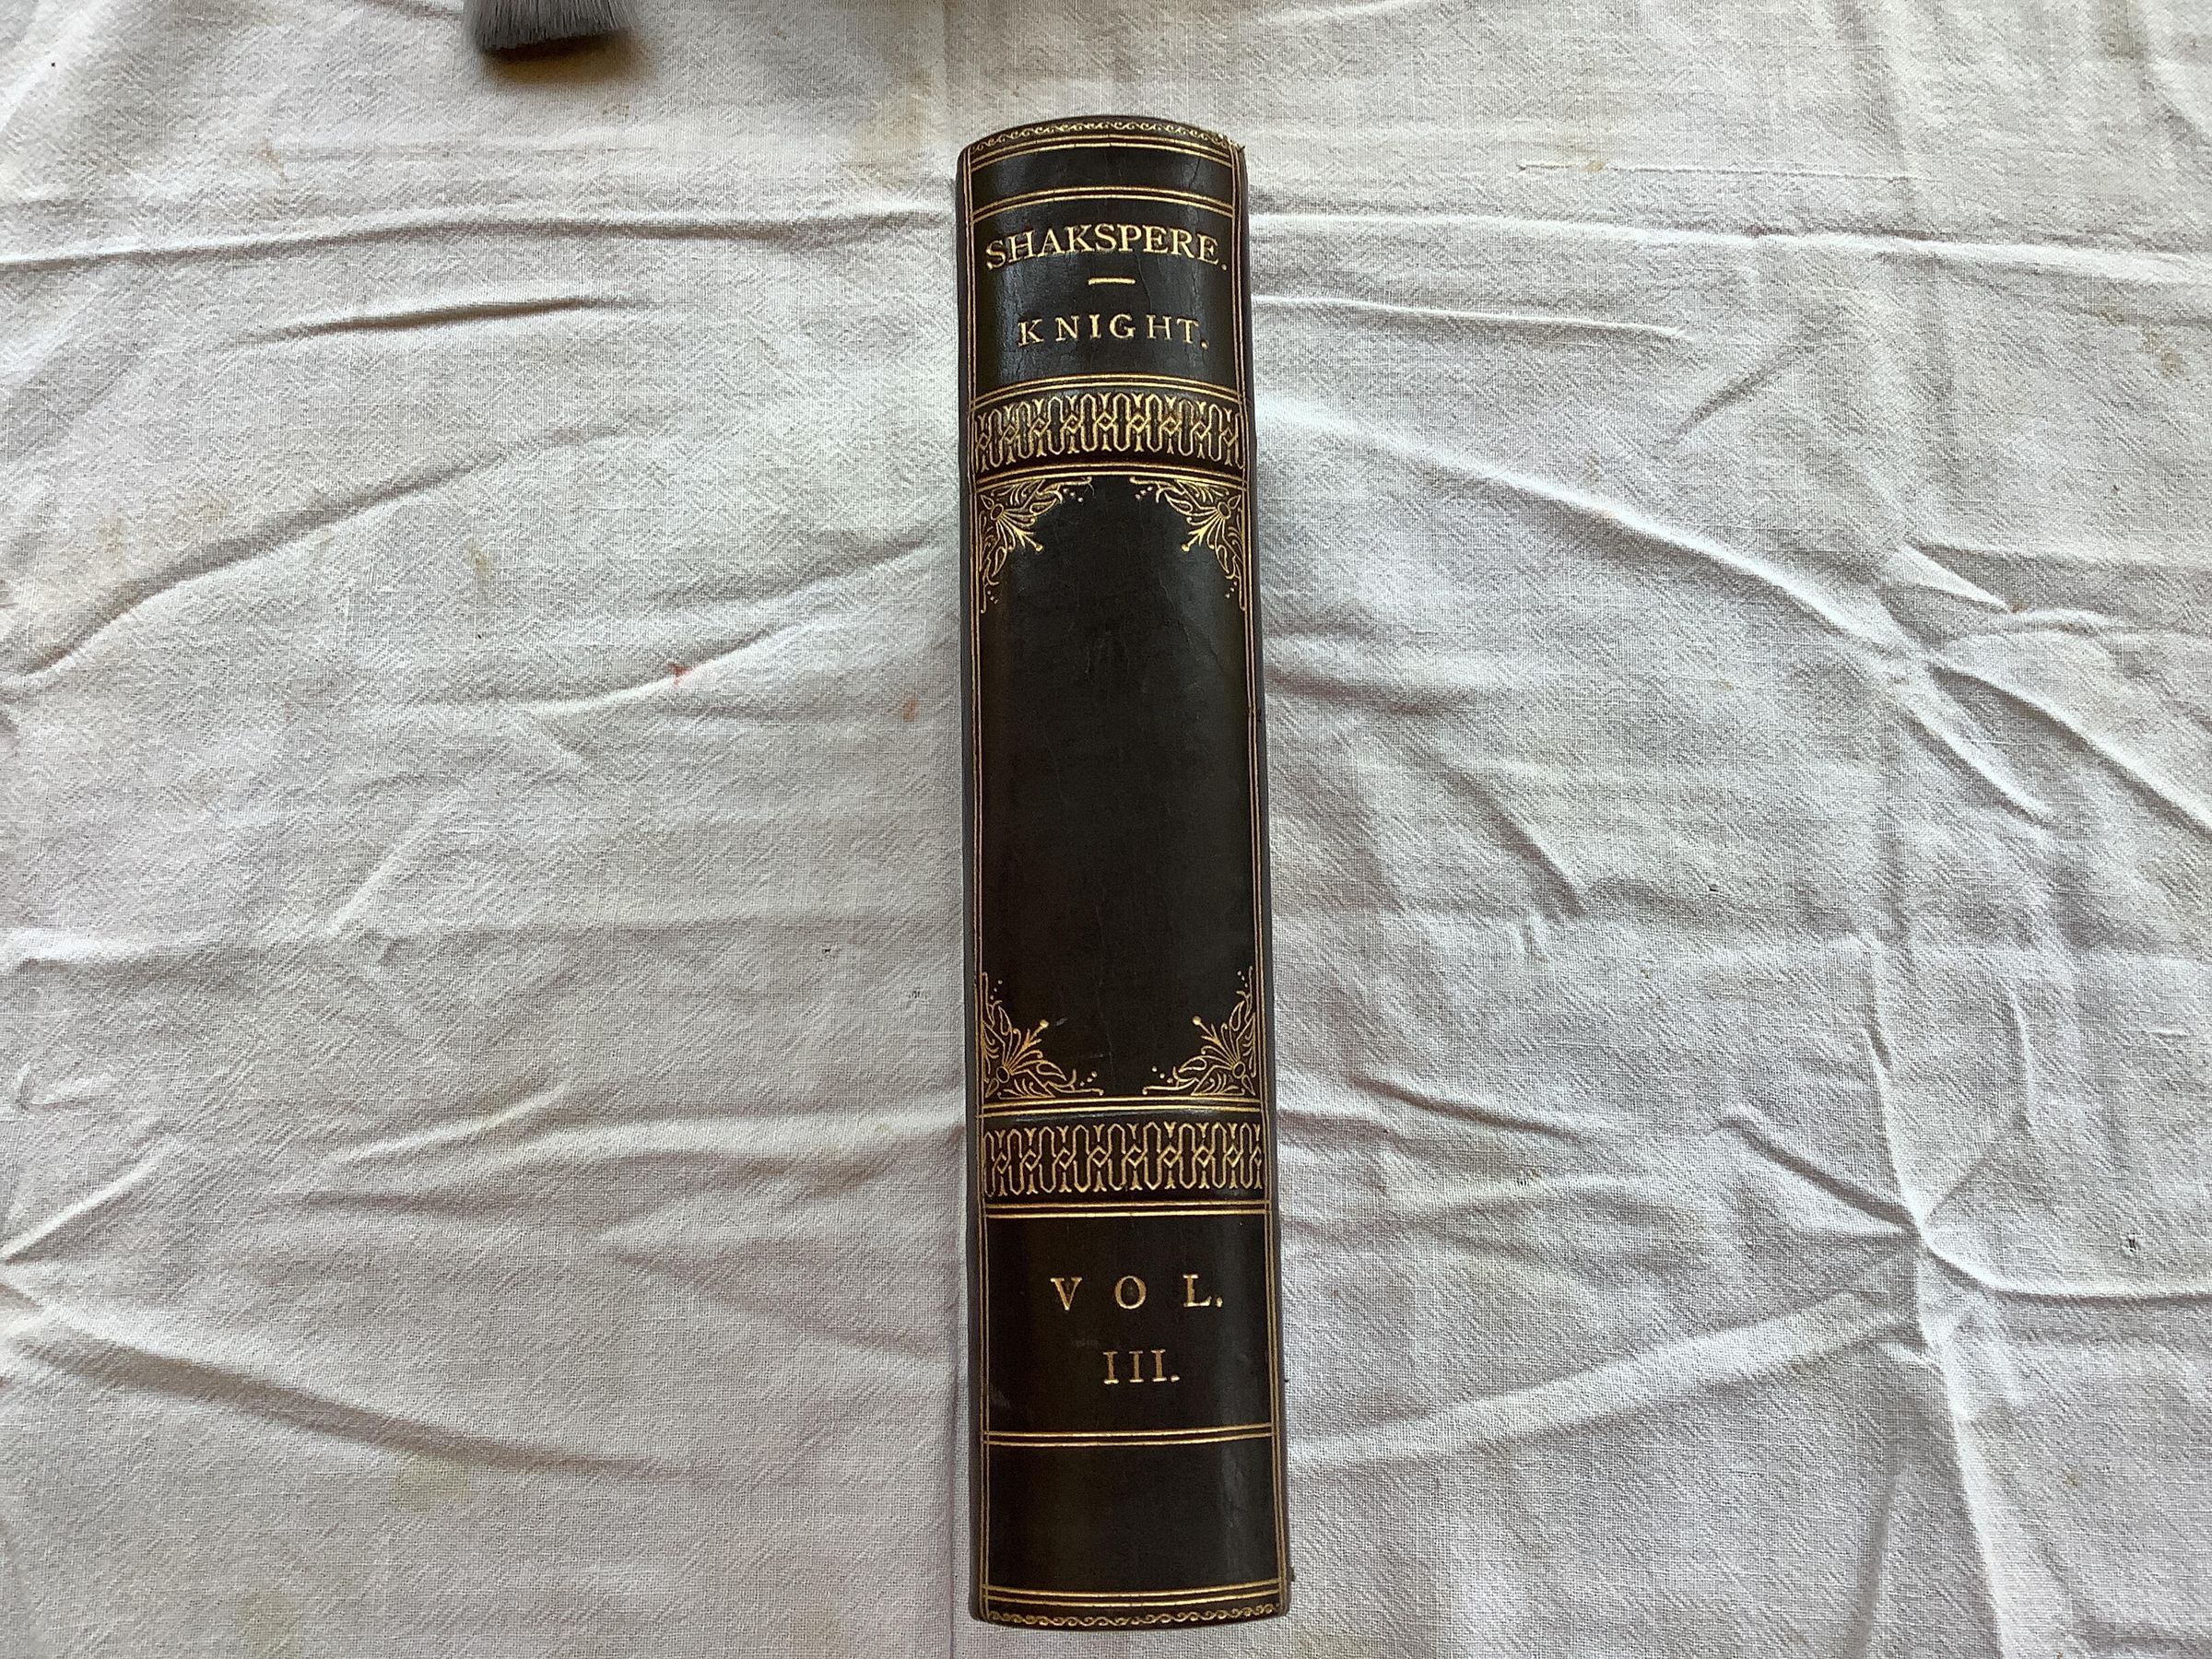 SHAKSPERE.
KNIGHT.
VOL.
III.